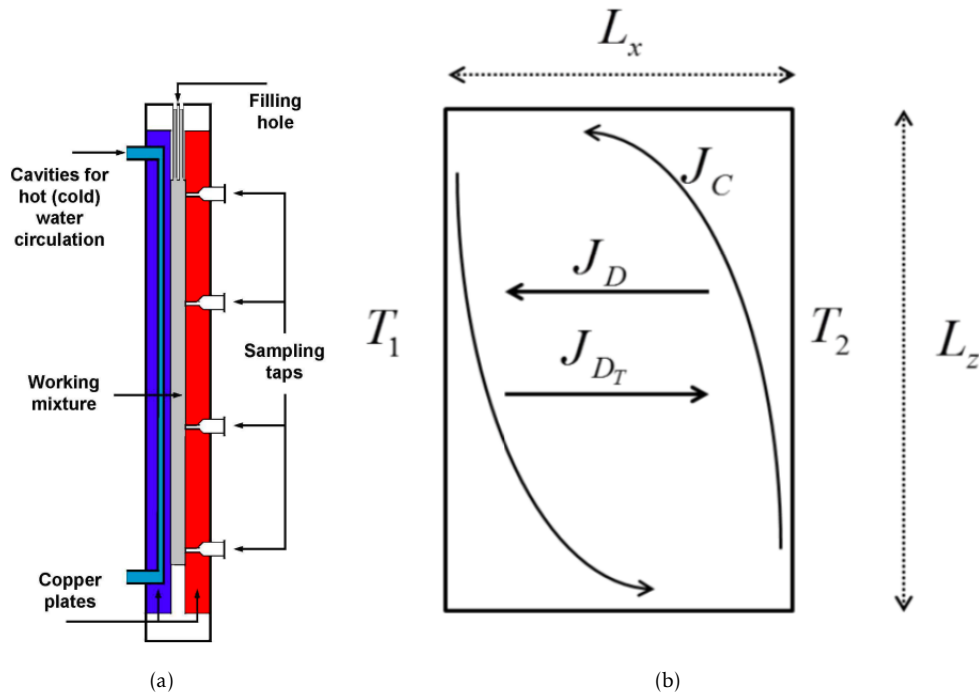 Filling
hole
Cavities for
hot (cold)
water
circulation
Sampling
taps
Working
mixture
Copper
plates
(a)
L_x
J_C
J_D
T_1
T_2
J_{D_T}
L_z
(b)